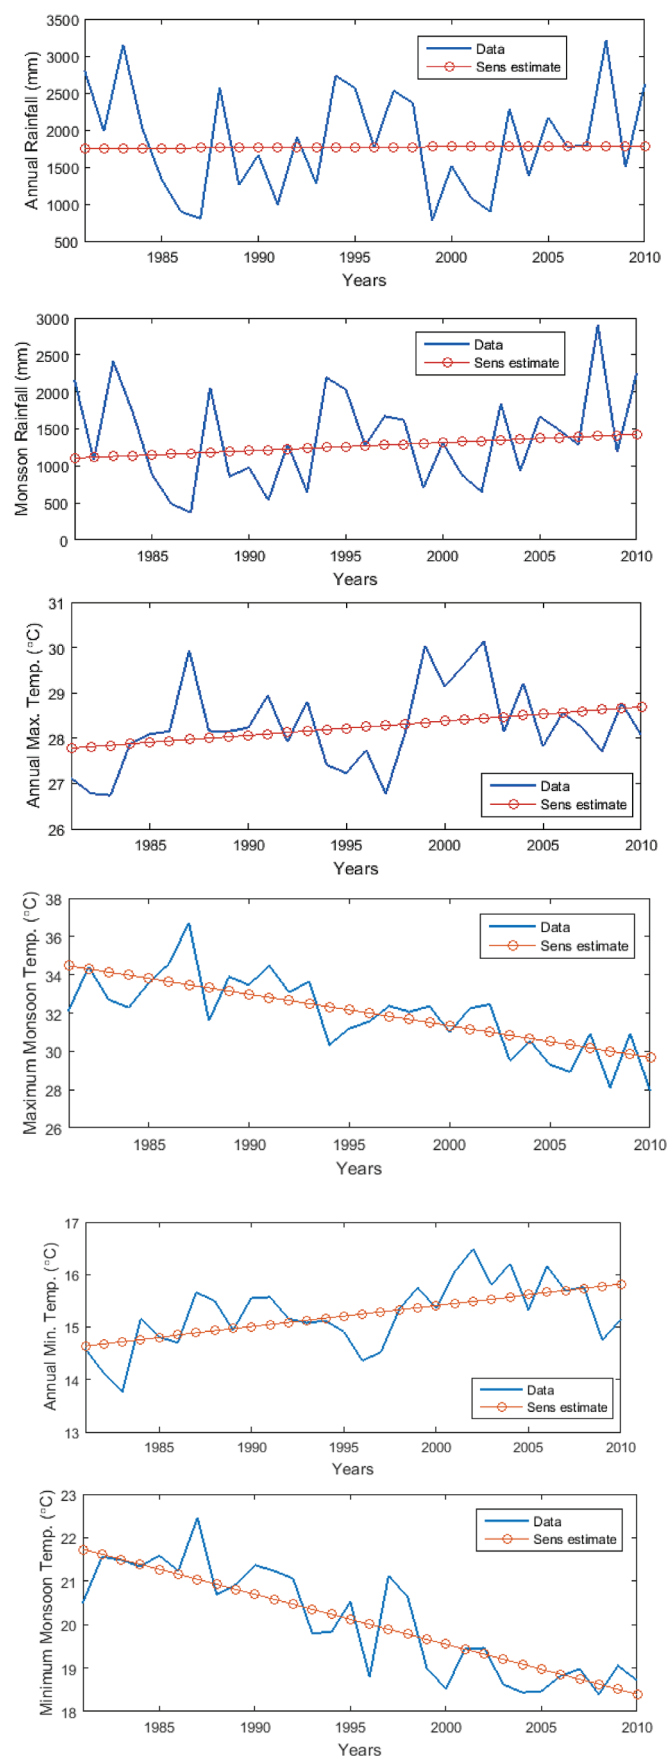 3500
3000
2500
2000
1500
1000
500
Annual Rainfall (mm)
Data
Sens estimate
1985 1990 1995 2000 2005 2010
Years
3000
2500
2000
1500
1000
500
0
Monsson Rainfall (mm)
Data
Sens estimate
1985 1990 1995 2000 2005 2010
Years
31
30
29
28
27
26
Annual Max. Temp. (°C)
Data
Sens estimate
1985 1990 1995 2000 2005 2010
Years
38
36
34
32
30
28
26
Maximum Monsoon Temp. (°C)
Data
Sens estimate
1985 1990 1995 2000 2005 2010
Years
17
16
15
14
13
Annual Min. Temp. (°C)
Data
Sens estimate
1985 1990 1995 2000 2005 2010
Years
23
22
21
20
19
18
Minimum Monsoon Temp. (°C)
Data
Sens estimate
1985 1990 1995 2000 2005 2010
Years